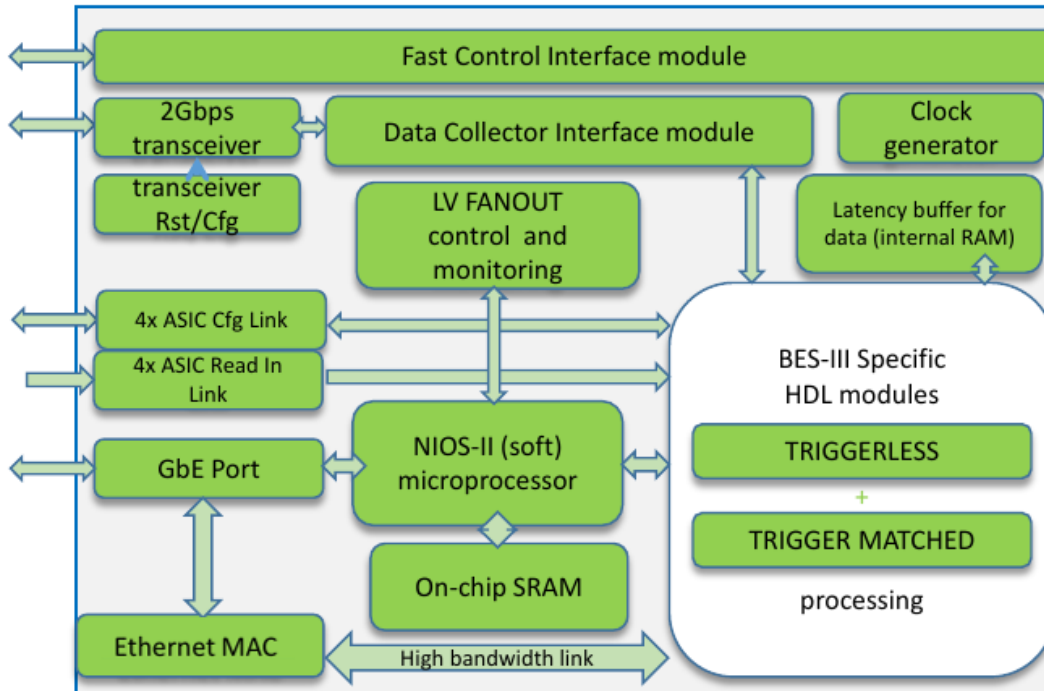 Fast Control Interface module
2Gbps
transceiver
Data Collector Interface module
Clock
generator
transceiver
Rst/Cfg
LV FANOUT
control and
monitoring
Latency buffer for
data (internal RAM)
4x ASIC Cfg Link
4x ASIC Read In
Link
BES-III Specific
HDL modules
GbE Port
NIOS-II (soft)
microprocessor
TRIGGERLESS
+
TRIGGER MATCHED
On-chip SRAM
processing
Ethernet MAC
High bandwidth link